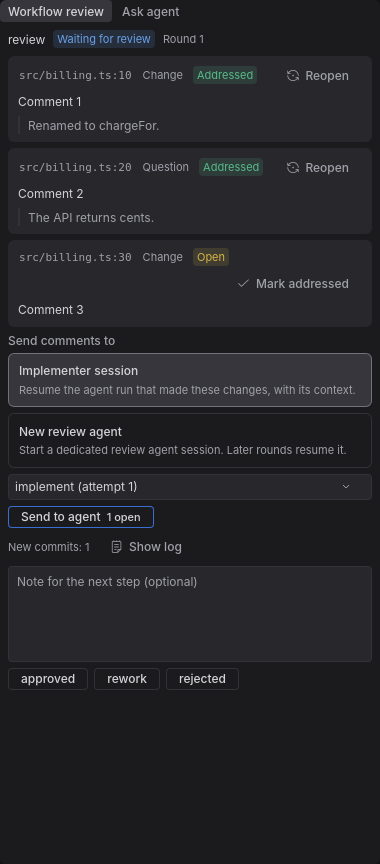 Workflow review Ask agent
review Waiting for review Round 1
src/billing.ts:10 Change Addressed Reopen
Comment 1
Renamed to chargeFor.
src/billing.ts:20 Question Addressed Reopen
Comment 2
The API returns cents.
src/billing.ts:30 Change Open
Mark addressed
Comment 3
Send comments to
Implementer session
Resume the agent run that made these changes, with its context.
New review agent
Start a dedicated review agent session. Later rounds resume it.
implement (attempt 1)
Send to agent 1 open
New commits: 1 Show log
Note for the next step (optional)
approved rework rejected